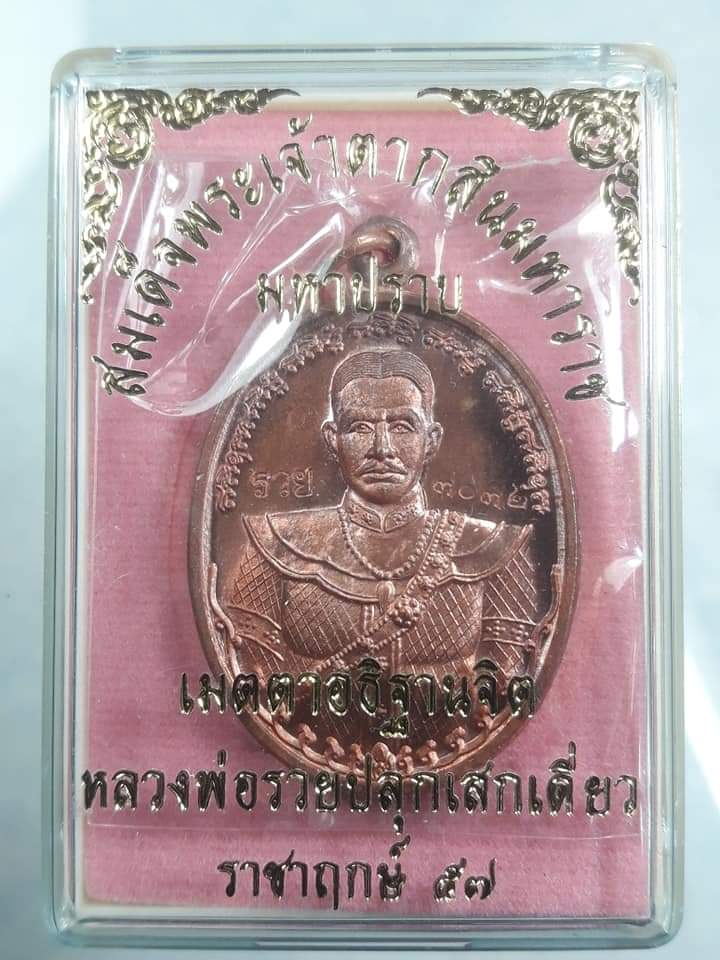 สมเด็จพระเจ้าตากสินมหาราช
มหาปราบ
รวย
๓๐๓๒
เมตตาอธิฐานจิต
หลวงพ่อรวยปลุกเสกเดี่ยว
ราชาฤกษ์ ๕๗